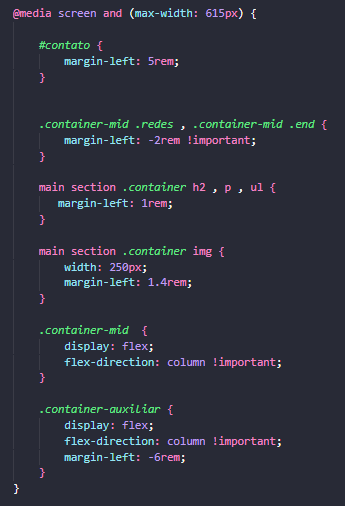 @media screen and (max-width: 615px) {
#contato {
margin-left: 5rem;
}
.container-mid .redes , .container-mid .end {
margin-left: -2rem !important;
}
main section .container h2 , p , ul {
margin-left: 1rem;
}
main section .container img {
width: 250px;
margin-left: 1.4rem;
}
.container-mid  {
display: flex;
flex-direction: column !important;
}
.container-auxiliar {
display: flex;
flex-direction: column !important;
margin-left: -6rem;
}
}